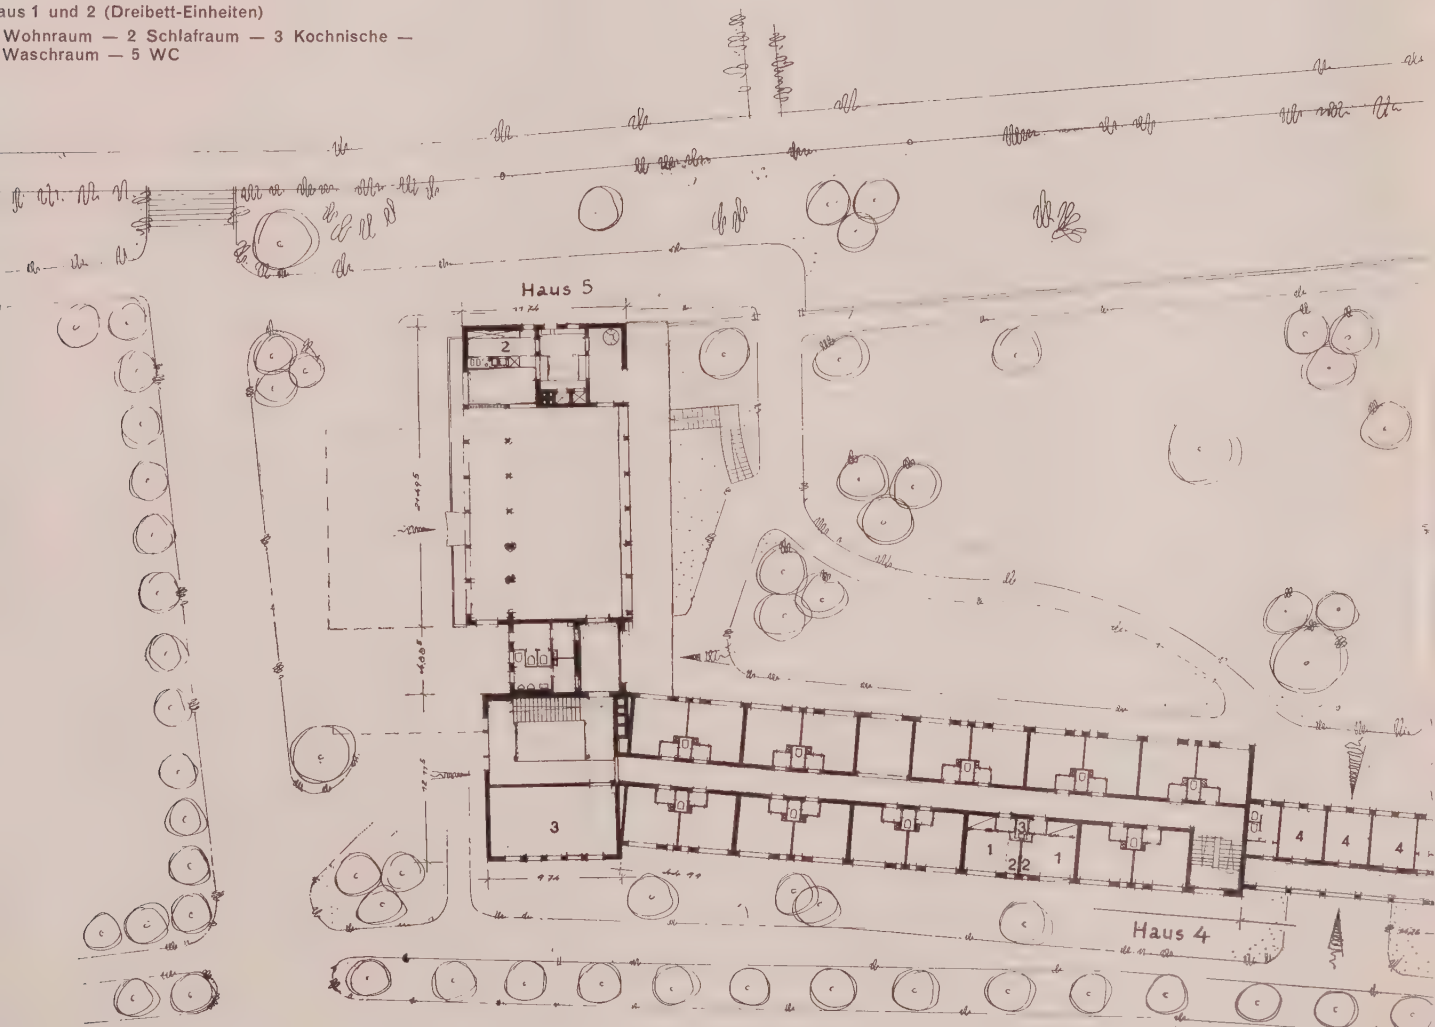 aus 1 und 2 (Dreibett-Einheiten)
Wohnraum — 2 Schlafraum — 3 Kochnische —
Waschraum — 5 WC
Haus 5
2
3
3
1
1
2 2
4
4
4
Haus 4